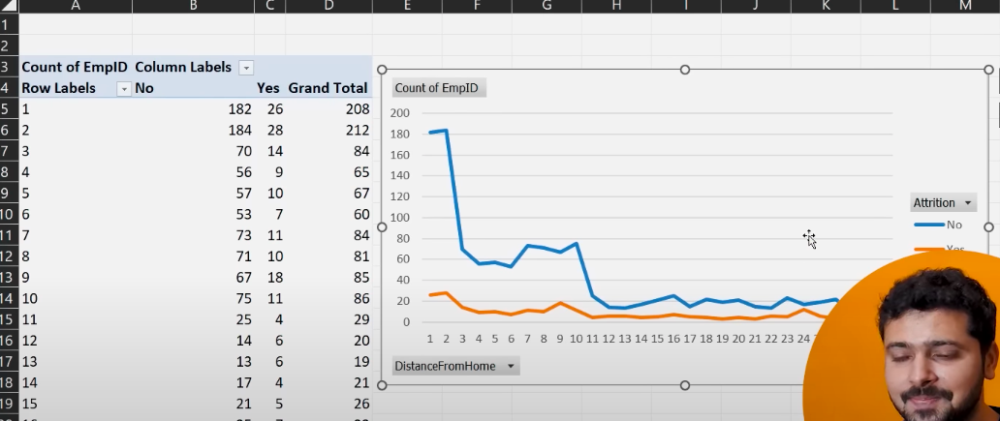 A B C D E F G H I J K L M
1
2
3 Count of EmpID Column Labels
4 Row Labels No Yes Grand Total
5 1 182 26 208
6 2 184 28 212
7 3 70 14 84
8 4 56 9 65
9 5 57 10 67
10 6 53 7 60
11 7 73 11 84
12 8 71 10 81
13 9 67 18 85
14 10 75 11 86
15 11 25 4 29
16 12 14 6 20
17 13 13 6 19
18 14 17 4 21
19 15 21 5 26
Count of EmpID
200
180
160
140
120
100
80
60
40
20
0
1 2 3 4 5 6 7 8 9 10 11 12 13 14 15 16 17 18 19 20 21 22 23 24
DistanceFromHome
Attrition
No
Yes